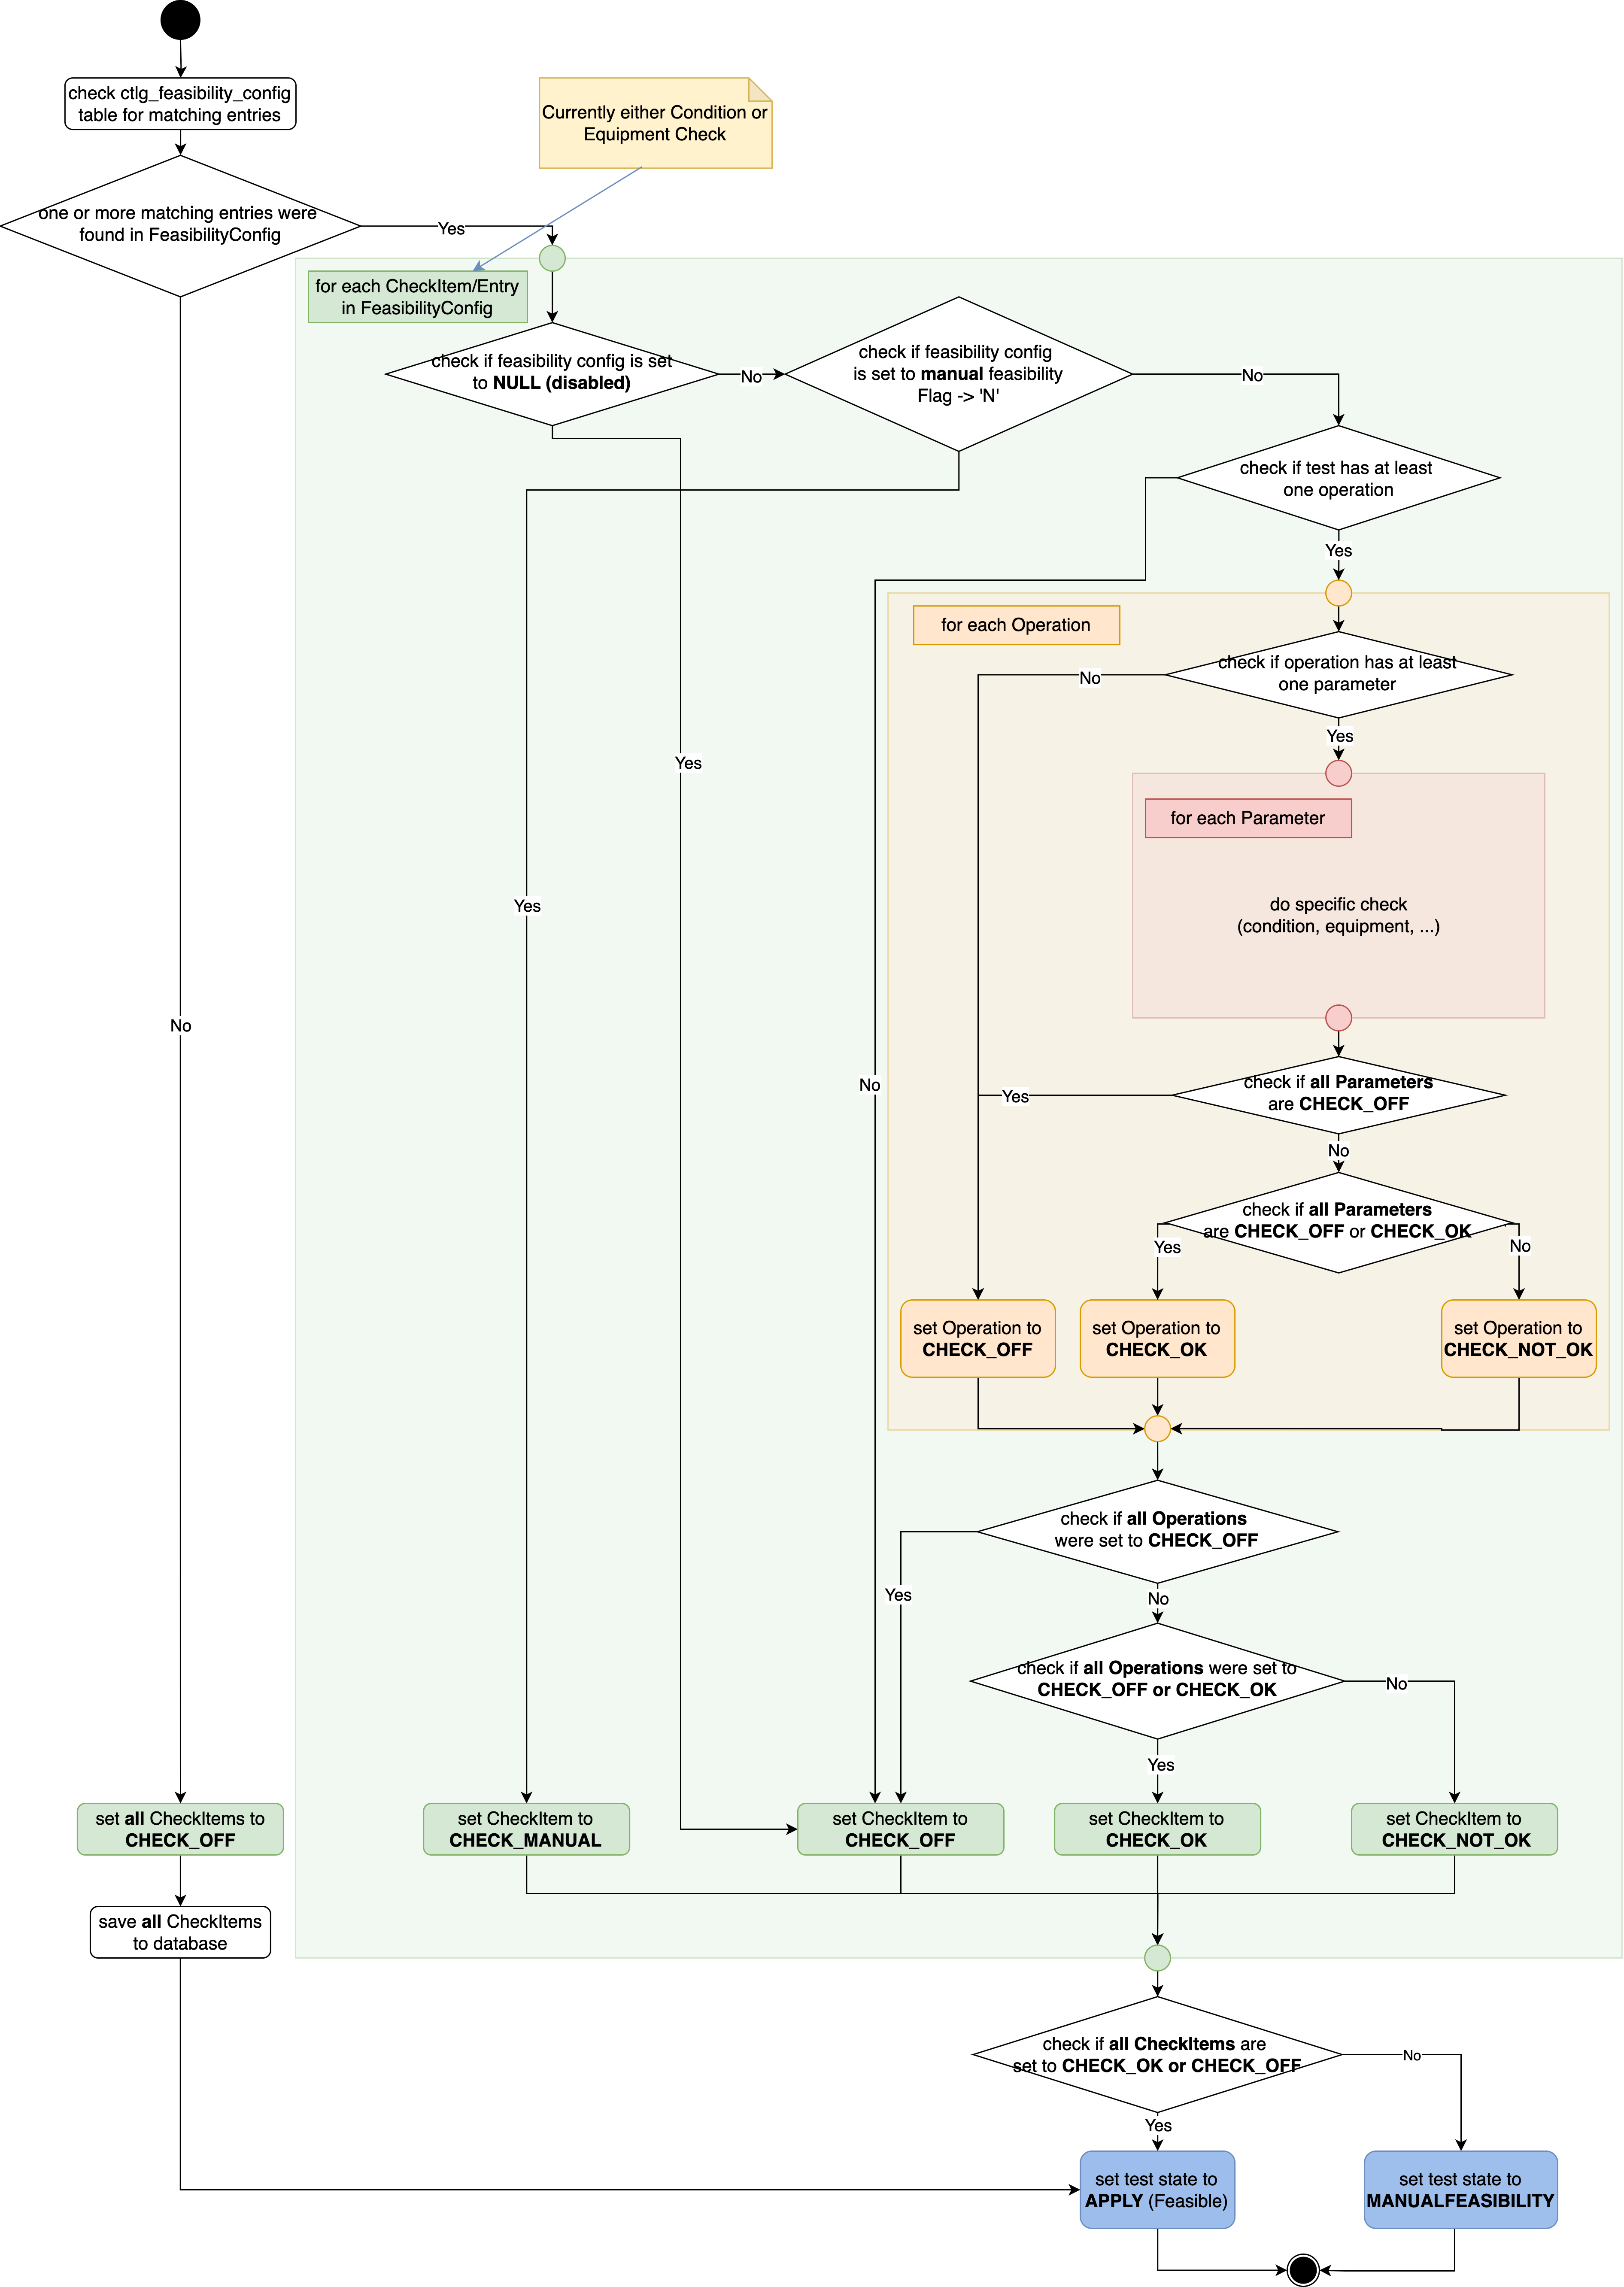 check ctlg_feasibility_config
table for matching entries
Currently either Condition or
Equipment Check
one or more matching entries were
found in FeasibilityConfig
Yes
for each CheckItem/Entry
in FeasibilityConfig
check if feasibility config is set
to NULL (disabled)
No
check if feasibility config
is set to manual feasibility
Flag -> 'N'
No
check if test has at least
one operation
Yes
for each Operation
check if operation has at least
one parameter
No
Yes
Yes
for each Parameter
do specific check
(condition, equipment, ...)
Yes
No
No
check if all Parameters
are CHECK_OFF
Yes
No
check if all Parameters
are CHECK_OFF or CHECK_OK
Yes
No
set Operation to
CHECK_OFF
set Operation to
CHECK_OK
set Operation to
CHECK_NOT_OK
check if all Operations
were set to CHECK_OFF
Yes
No
check if all Operations were set to
CHECK_OFF or CHECK_OK
No
Yes
set all CheckItems to
CHECK_OFF
set CheckItem to
CHECK_MANUAL
set CheckItem to
CHECK_OFF
set CheckItem to
CHECK_OK
set CheckItem to
CHECK_NOT_OK
save all CheckItems
to database
check if all CheckItems are
set to CHECK_OK or CHECK_OFF
No
Yes
set test state to
APPLY (Feasible)
set test state to
MANUALFEASIBILITY